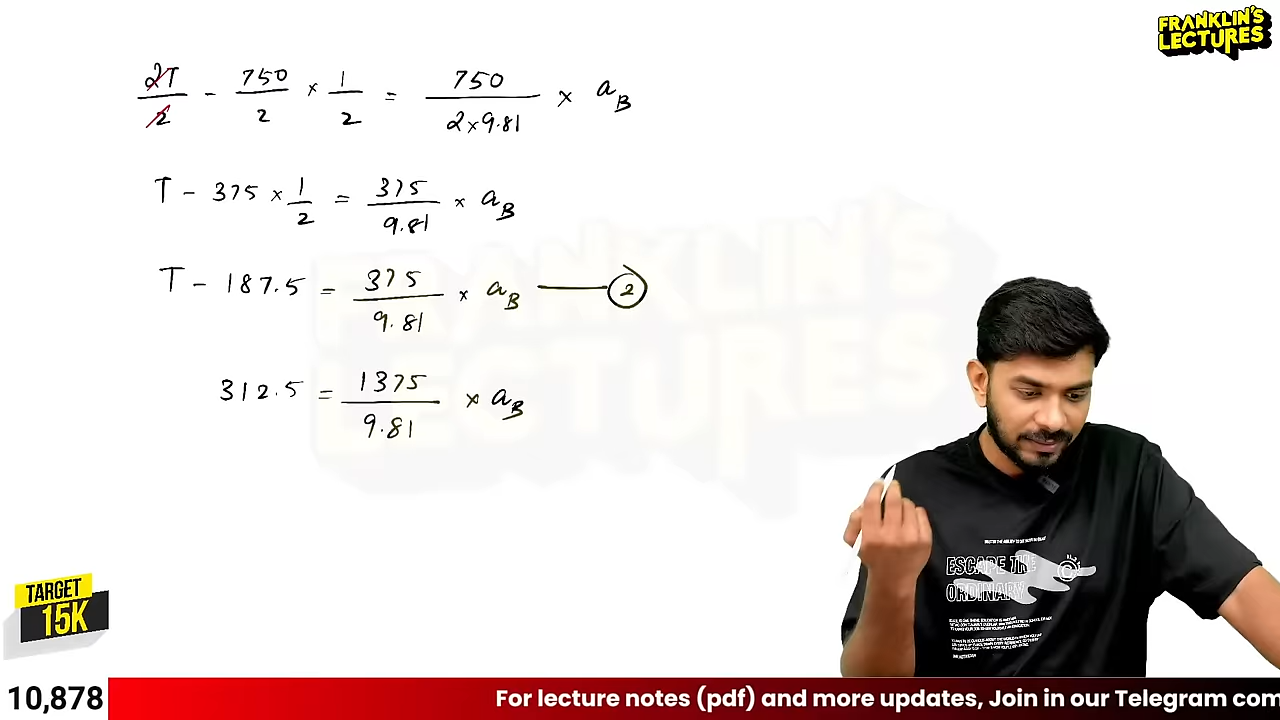 FRANKLIN'S
LECTURES
2T/2 - 750/2 × 1/2 = 750/(2×9.81) × a_B
T - 375 × 1/2 = 375/9.81 × a_B
T - 187.5 = 375/9.81 × a_B ——— 2
312.5 = 1375/9.81 × a_B
FRANKLIN'S
LECTURES
ESCAPE THE
ORDINARY
TARGET
15K
10,878
For lecture notes (pdf) and more updates, Join in our Telegram com